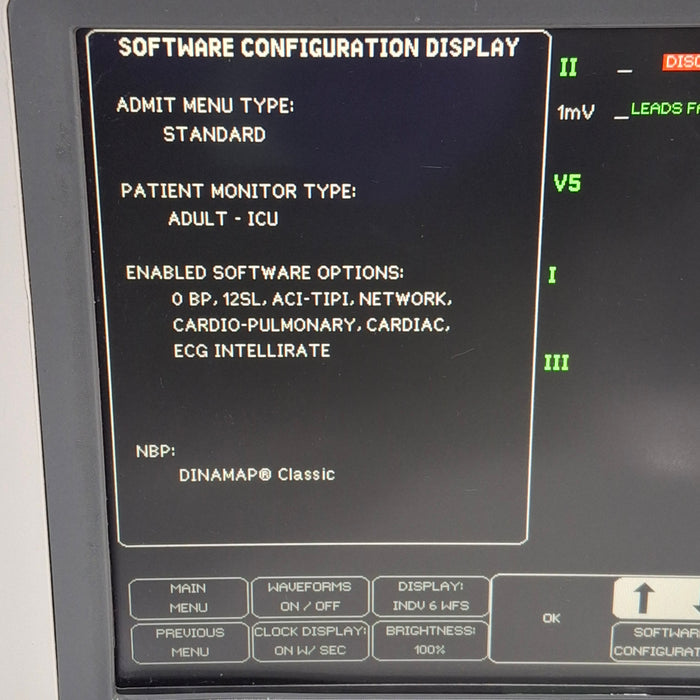 SOFTWARE CONFIGURATION DISPLAY
ADMIT MENU TYPE:
STANDARD
PATIENT MONITOR TYPE:
ADULT - ICU
ENABLED SOFTWARE OPTIONS:
0 BP, 12SL, ACI-TIPI, NETWORK,
CARDIO-PULMONARY, CARDIAC,
ECG INTELLIRATE
NBP:
DINAMAP® Classic
II
1mV
LEADS
V5
I
III
MAIN
MENU
WAVEFORMS
ON / OFF
DISPLAY:
INDV 6 WFS
PREVIOUS
MENU
CLOCK DISPLAY:
ON W/ SEC
BRIGHTNESS:
100%
OK